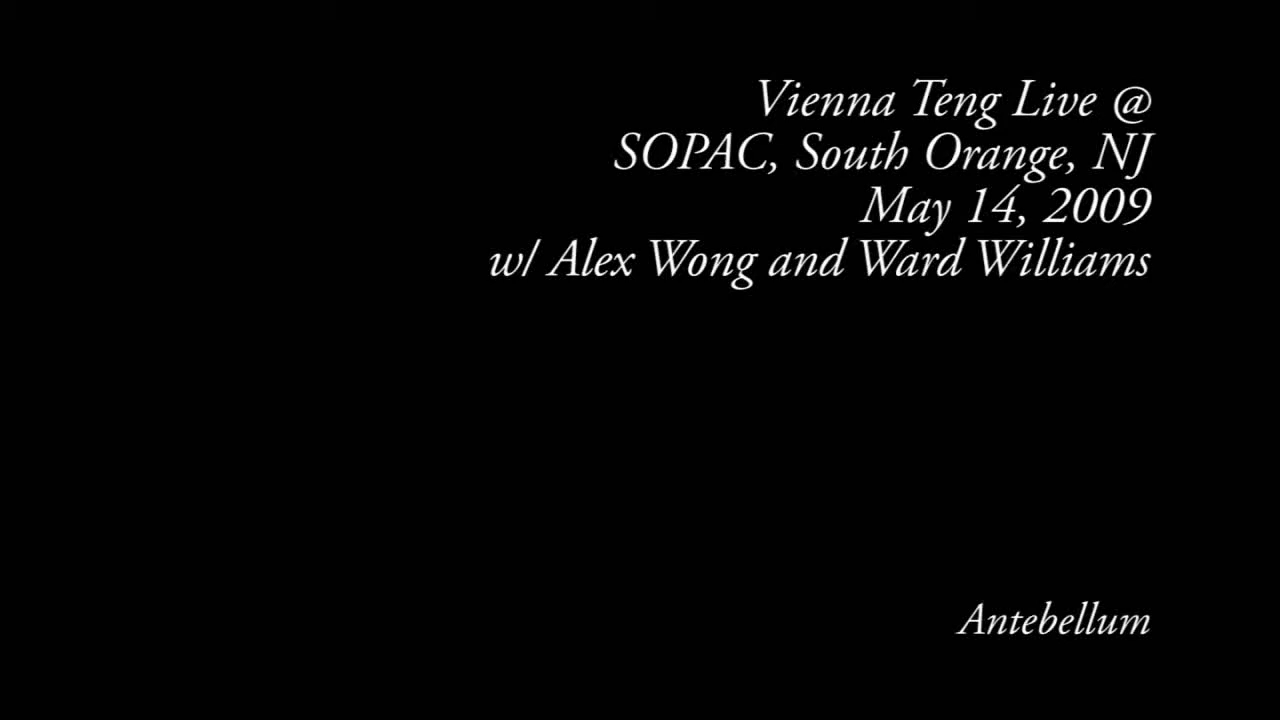 Vienna Teng Live @
SOPAC, South Orange, NJ
May 14, 2009
w/ Alex Wong and Ward Williams
Antebellum